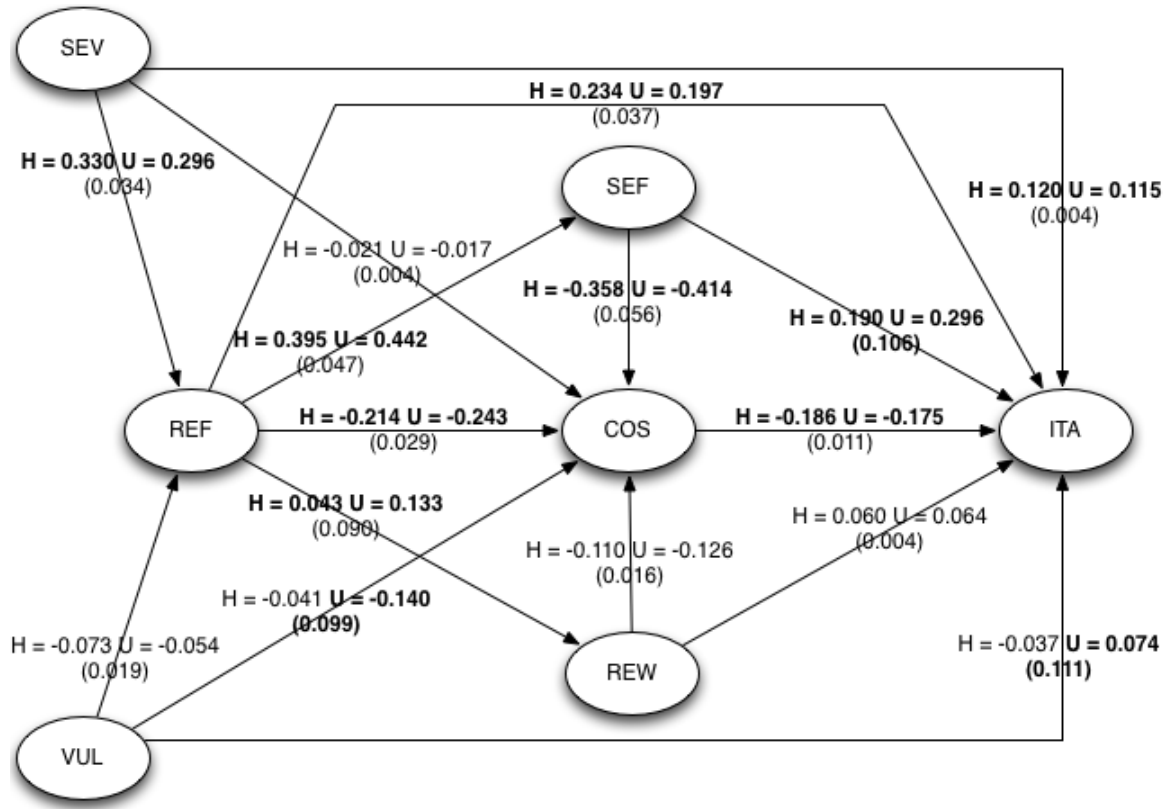 SEV
H = 0.234 U = 0.197
(0.037)
H = 0.330 U = 0.296
(0.034)
SEF
H = 0.120 U = 0.115
(0.004)
H = -0.021 U = -0.017
(0.004)
H = -0.358 U = -0.414
(0.056)
H = 0.190 U = 0.296
(0.106)
H = 0.395 U = 0.442
(0.047)
REF
H = -0.214 U = -0.243
(0.029)
COS
H = -0.186 U = -0.175
(0.011)
ITA
H = 0.043 U = 0.133
(0.090)
H = 0.060 U = 0.064
(0.004)
H = -0.110 U = -0.126
(0.016)
H = -0.041 U = -0.140
(0.099)
H = -0.073 U = -0.054
(0.019)
REW
H = -0.037 U = 0.074
(0.111)
VUL